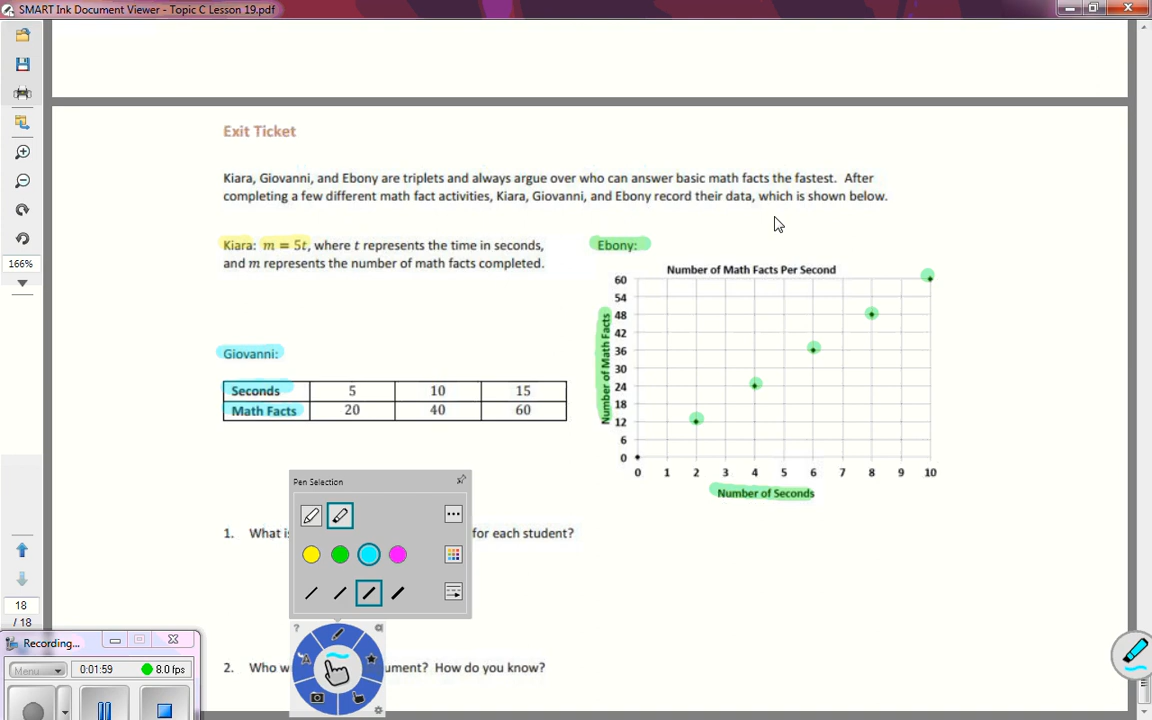 SMART Ink Document Viewer - Topic C Lesson 19.pdf
Exit Ticket
Kiara, Giovanni, and Ebony are triplets and always argue over who can answer basic math facts the fastest. After
completing a few different math fact activities, Kiara, Giovanni, and Ebony record their data, which is shown below.
Kiara: m = 5t, where t represents the time in seconds,
and m represents the number of math facts completed.
Ebony:
Number of Math Facts Per Second
Number of Math Facts
60
54
48
42
36
30
24
18
12
6
0
0 1 2 3 4 5 6 7 8 9 10
Number of Seconds
Giovanni:
Seconds 5 10 15
Math Facts 20 40 60
Pen Selection
1. What is for each student?
2. Who w ument? How do you know?
166%
18
/ 18
Recording...
Menu 0:01:59 8.0 fps